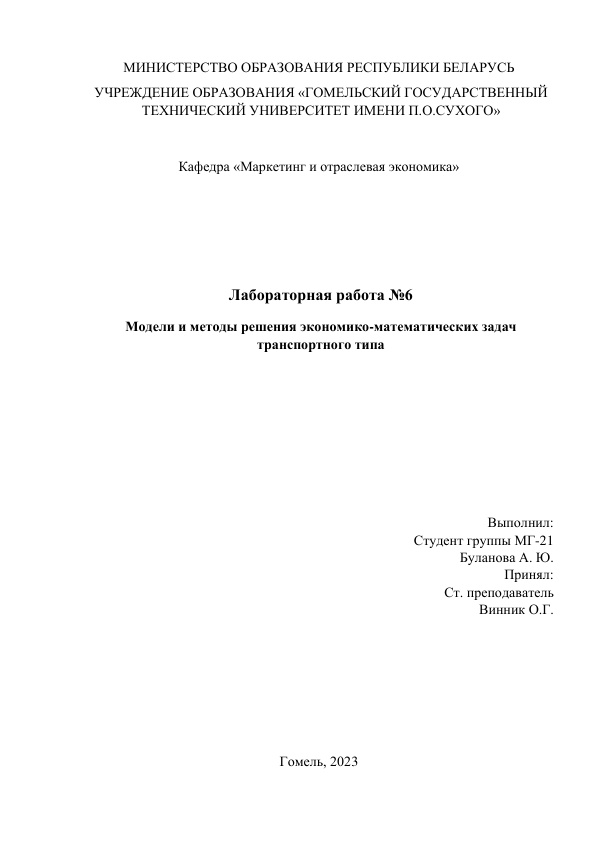 МИНИСТЕРСТВО ОБРАЗОВАНИЯ РЕСПУБЛИКИ БЕЛАРУСЬ
УЧРЕЖДЕНИЕ ОБРАЗОВАНИЯ «ГОМЕЛЬСКИЙ ГОСУДАРСТВЕННЫЙ
ТЕХНИЧЕСКИЙ УНИВЕРСИТЕТ ИМЕНИ П.О.СУХОГО»
Кафедра «Маркетинг и отраслевая экономика»
Лабораторная работа №6
Модели и методы решения экономико-математических задач
транспортного типа
Выполнил:
Студент группы МГ-21
Буланова А. Ю.
Принял:
Ст. преподаватель
Винник О.Г.
Гомель, 2023